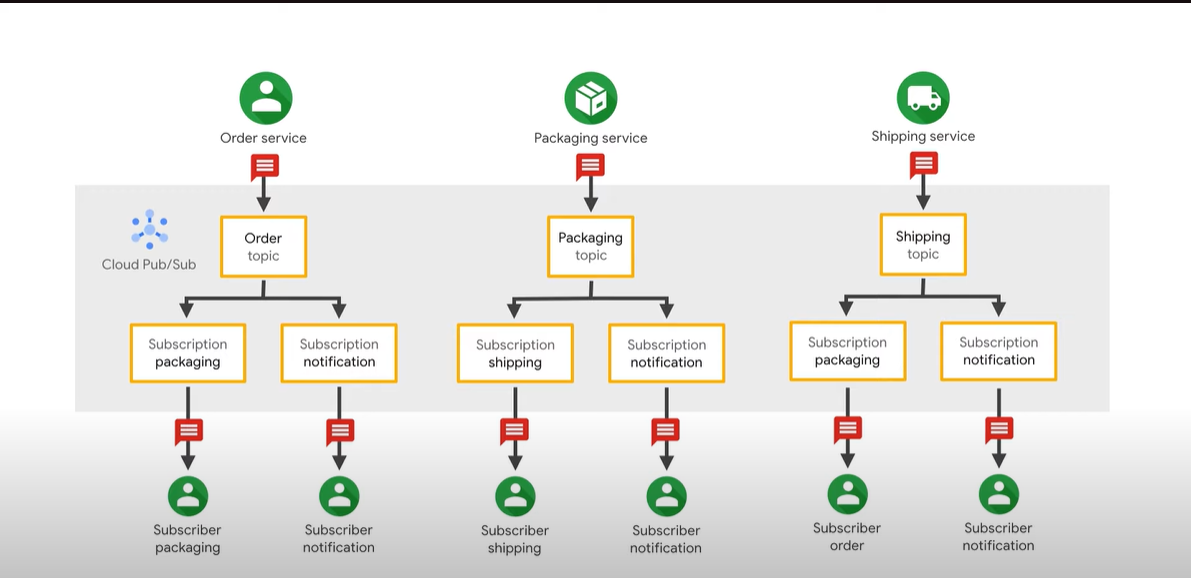 Order service
Packaging service
Shipping service
Cloud Pub/Sub
Order
topic
Packaging
topic
Shipping
topic
Subscription
packaging
Subscription
notification
Subscription
shipping
Subscription
notification
Subscription
packaging
Subscription
notification
Subscriber
packaging
Subscriber
notification
Subscriber
shipping
Subscriber
notification
Subscriber
order
Subscriber
notification